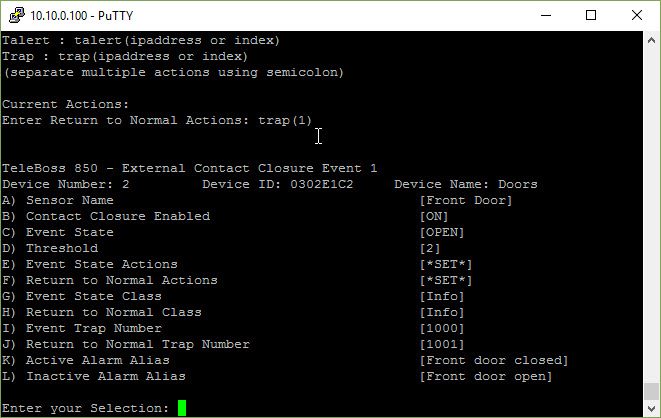 10.10.0.100 - PuTTY
Talert : talert(ipaddress or index)
Trap : trap(ipaddress or index)
(separate multiple actions using semicolon)
Current Actions:
Enter Return to Normal Actions: trap(1)
TeleBoss 850 - External Contact Closure Event 1
Device Number: 2 Device ID: 0302E1C2 Device Name: Doors
A) Sensor Name [Front Door]
B) Contact Closure Enabled [ON]
C) Event State [OPEN]
D) Threshold [2]
E) Event State Actions [*SET*]
F) Return to Normal Actions [*SET*]
G) Event State Class [Info]
H) Return to Normal Class [Info]
I) Event Trap Number [1000]
J) Return to Normal Trap Number [1001]
K) Active Alarm Alias [Front door closed]
L) Inactive Alarm Alias [Front door open]
Enter your Selection: